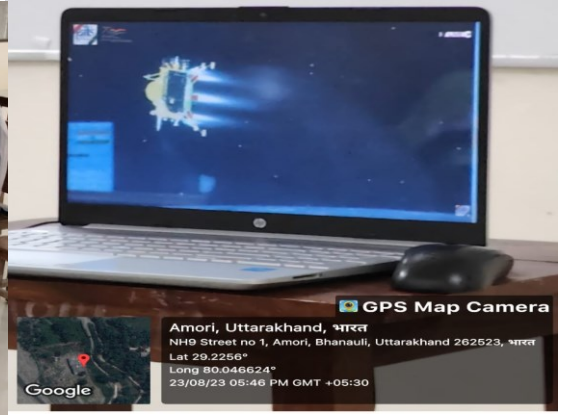 GPS Map Camera
Amori, Uttarakhand, भारत
NH9 Street no 1, Amori, Bhanauli, Uttarakhand 262523, भारत
Lat 29.2256°
Long 80.046624°
23/08/23 05:46 PM GMT +05:30
Google
hp